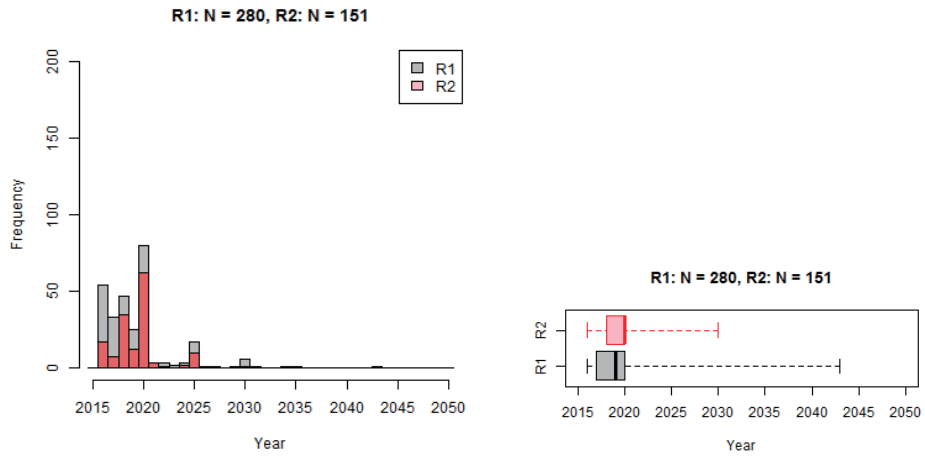 R1: N = 280, R2: N = 151
R1
R2
Frequency
200
150
100
50
0
2015 2020 2025 2030 2035 2040 2045 2050
Year
R1: N = 280, R2: N = 151
R2
R1
2015 2020 2025 2030 2035 2040 2045 2050
Year